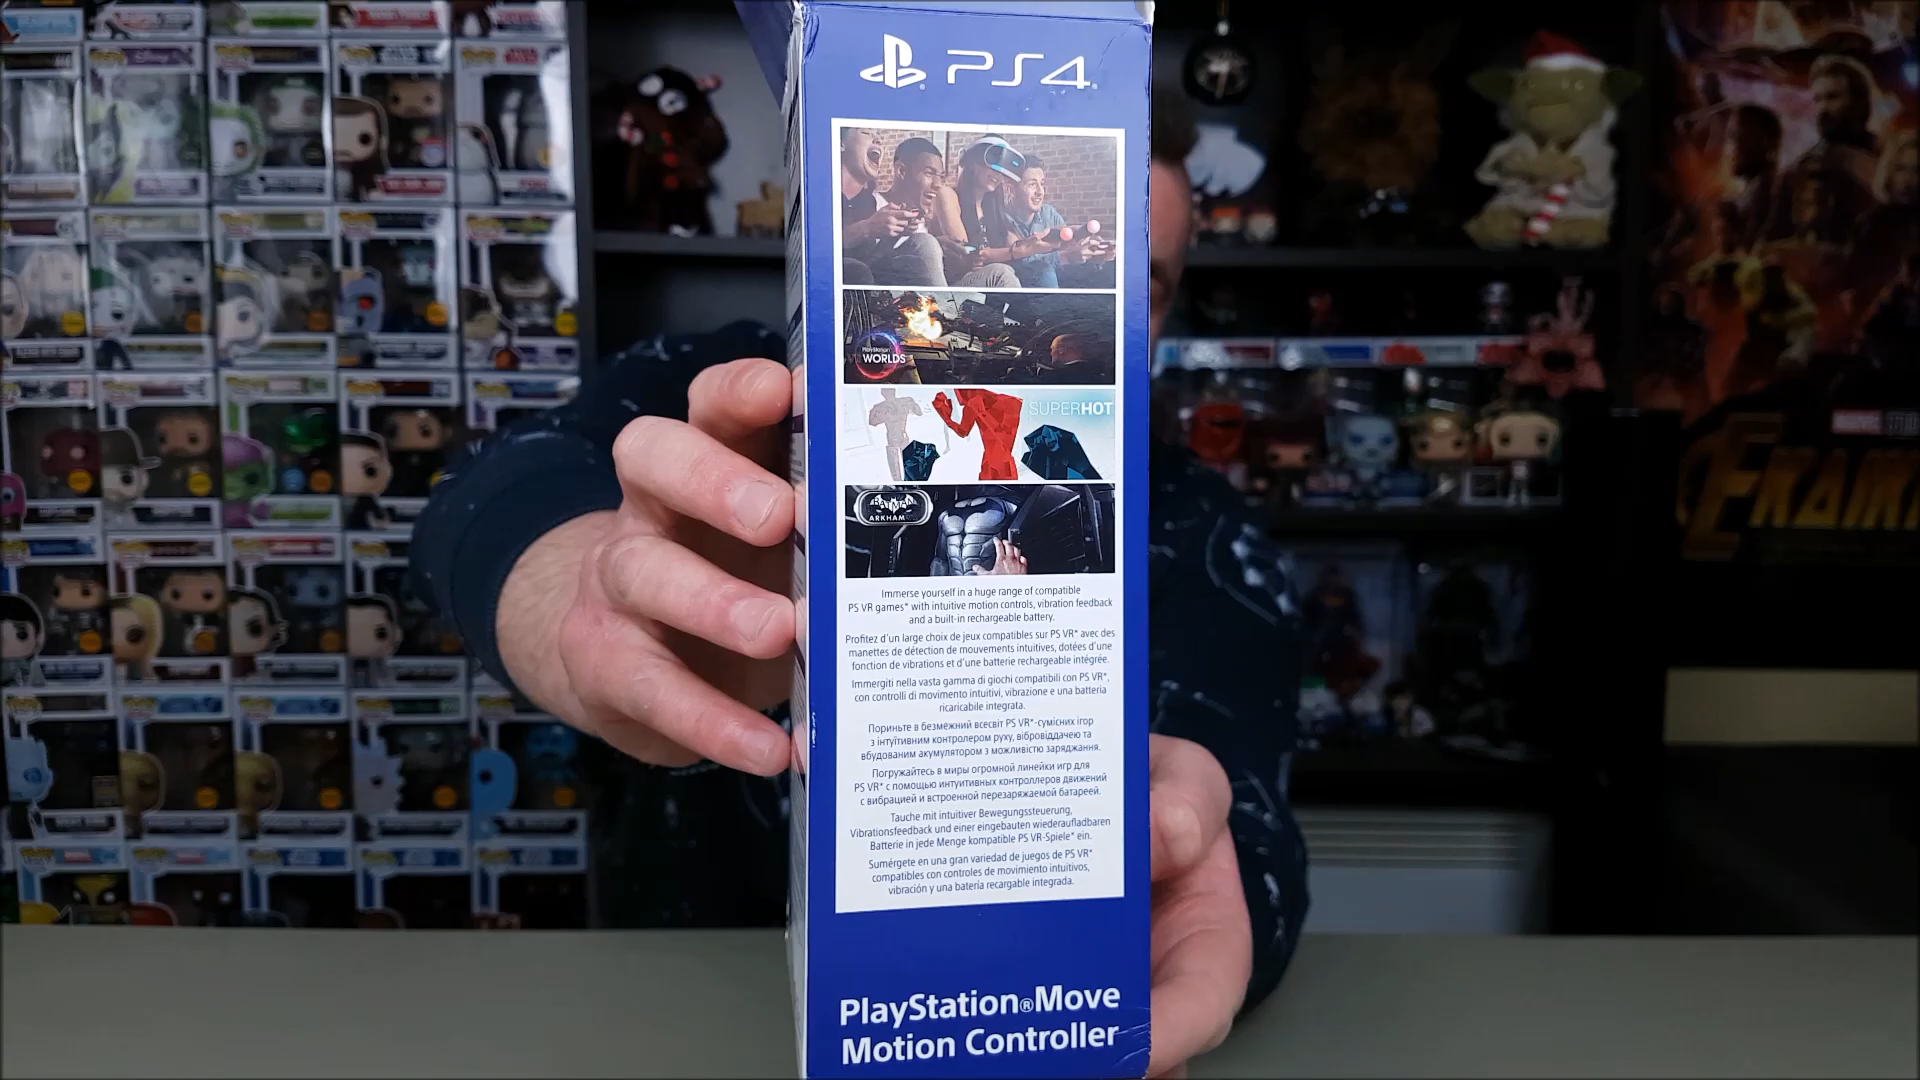 PS4
PlayStation
WORLDS
SUPERHOT
BATMAN
ARKHAM
Immerse yourself in a huge range of compatible
PS VR games* with intuitive motion controls, vibration feedback
and a built-in rechargeable battery.
Profitez d'un large choix de jeux compatibles sur PS VR* avec des
manettes de détection de mouvements intuitives, dotées d'une
fonction de vibrations et d'une batterie rechargeable intégrée.
Immergiti nella vasta gamma di giochi compatibili con PS VR*,
con controlli di movimento intuitivi, vibrazione e una batteria
ricaricabile integrata.
Пориньте в безмежний всесвіт PS VR*-сумісних ігор
з інтуїтивним контролером руху, вібровіддачею та
вбудованим акумулятором з можливістю заряджання.
Погружайтесь в миры огромной линейки игр для
PS VR* с помощью интуитивных контроллеров движений
с вибрацией и встроенной перезаряжаемой батареей.
Tauche mit intuitiver Bewegungssteuerung,
Vibrationsfeedback und einer eingebauten wiederaufladbaren
Batterie in jede Menge kompatible PS VR-Spiele* ein.
Sumérgete en una gran variedad de juegos de PS VR*
compatibles con controles de movimiento intuitivos,
vibración y una batería recargable integrada.
PlayStation®Move
Motion Controller
MARVEL